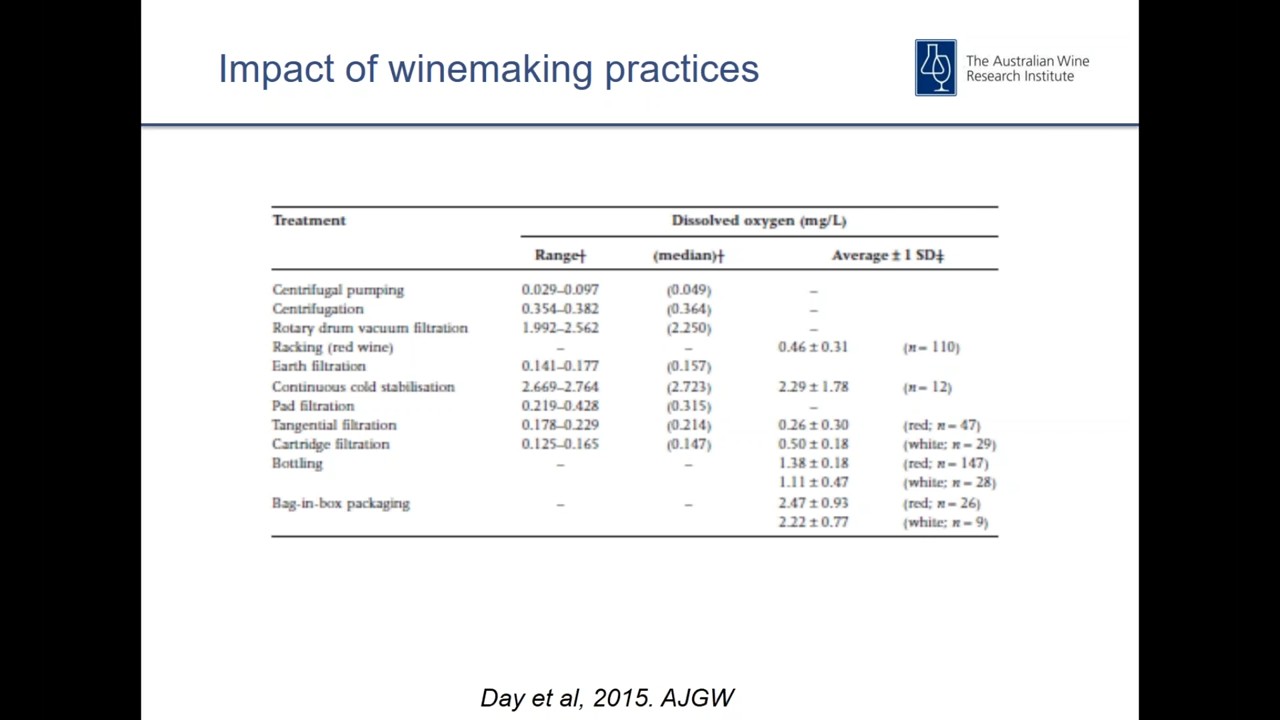 Impact of winemaking practices
The Australian Wine
Research Institute
Treatment Dissolved oxygen (mg/L)
Range† (median)† Average ± 1 SD‡
Centrifugal pumping 0.029–0.097 (0.049) –
Centrifugation 0.354–0.382 (0.364) –
Rotary drum vacuum filtration 1.992–2.562 (2.250) –
Racking (red wine) – – 0.46 ± 0.31 (n = 110)
Earth filtration 0.141–0.177 (0.157)
Continuous cold stabilisation 2.669–2.764 (2.723) 2.29 ± 1.78 (n = 12)
Pad filtration 0.219–0.428 (0.315) –
Tangential filtration 0.178–0.229 (0.214) 0.26 ± 0.30 (red; n = 47)
Cartridge filtration 0.125–0.165 (0.147) 0.50 ± 0.18 (white; n = 29)
Bottling – – 1.38 ± 0.18 (red; n = 147)
1.11 ± 0.47 (white; n = 28)
Bag-in-box packaging – – 2.47 ± 0.93 (red; n = 26)
2.22 ± 0.77 (white; n = 9)
Day et al, 2015. AJGW